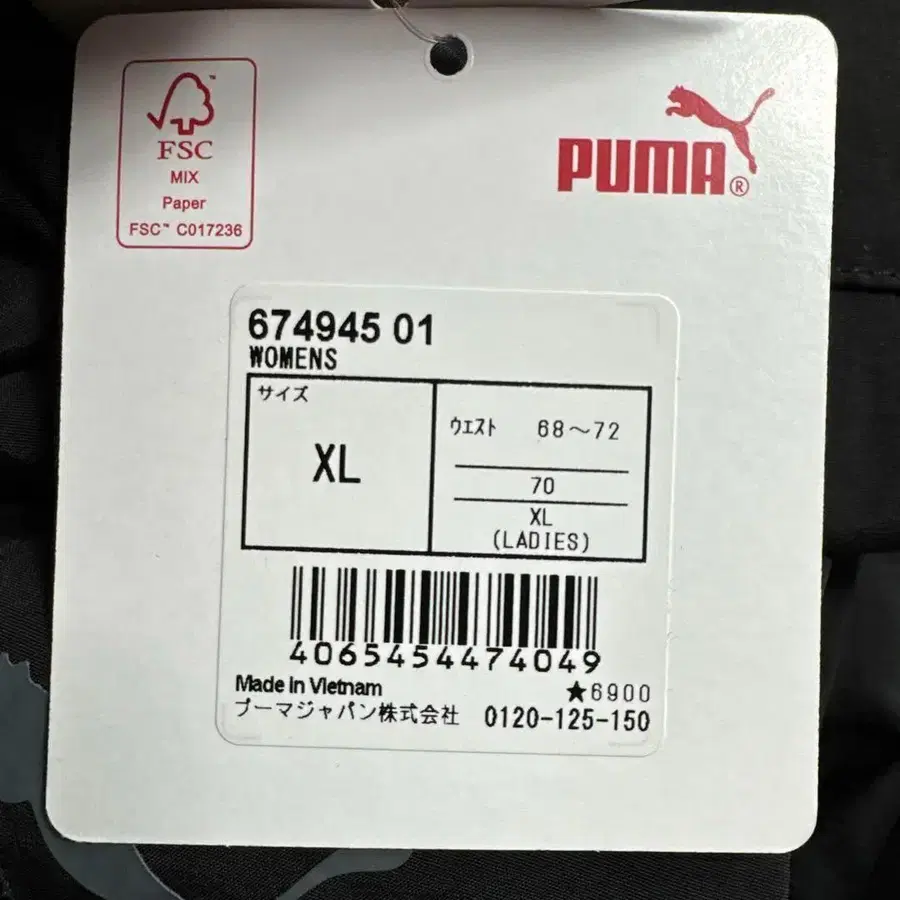 FSC
MIX
Paper
FSC™ C017236
PUMA®
674945 01
WOMENS
サイズ
XL
ウエスト 68～72
70
XL
(LADIES)
4065454474049
Made in Vietnam
★6900
プーマジャパン株式会社 0120-125-150